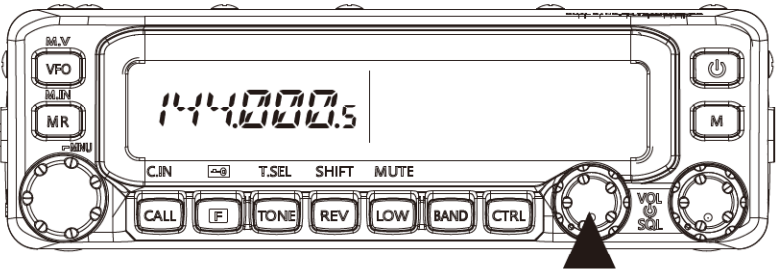 M.V
VFO
M.IN
MR
MNU
144.000.5
C.IN
T.SEL SHIFT MUTE
CALL F TONE REV LOW BAND CTRL
VOL
SQL
M